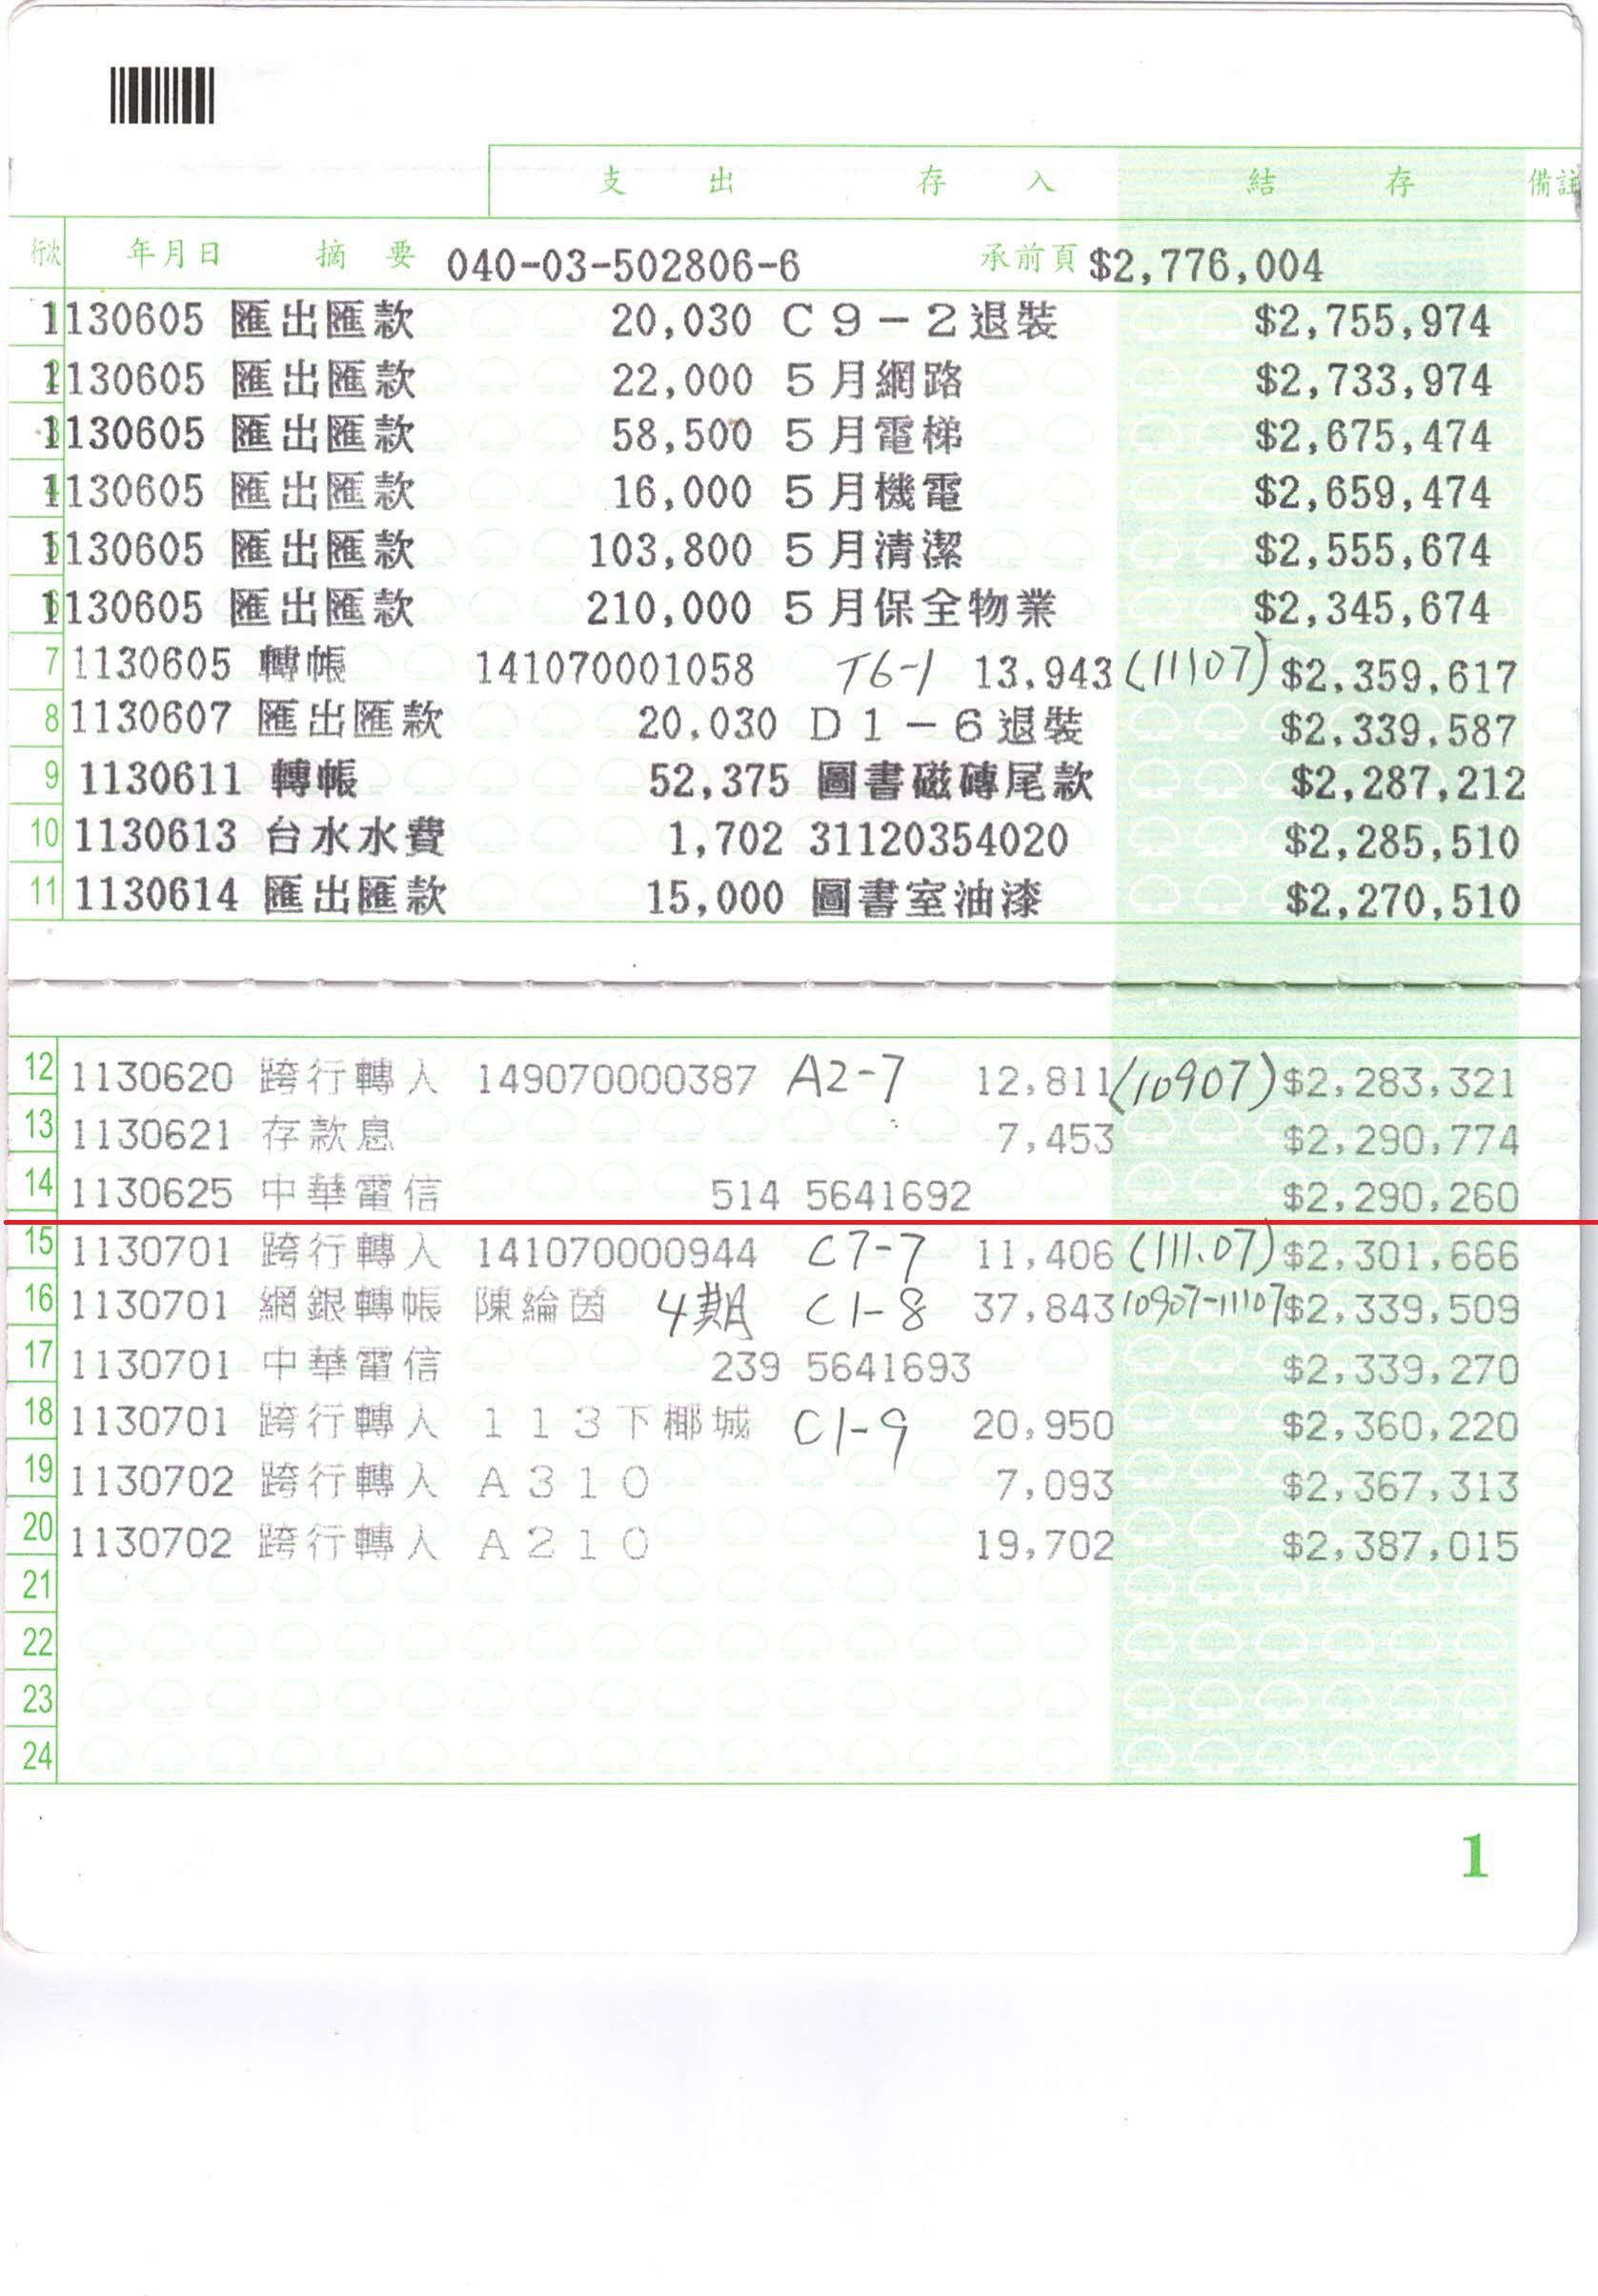 支出 存入 結存 備註
行次 年月日 摘要 040-03-502806-6 承前頁 $2,776,004
1130605 匯出匯款 20,030 C9-2退裝 $2,755,974
1130605 匯出匯款 22,000 5月網路 $2,733,974
1130605 匯出匯款 58,500 5月電梯 $2,675,474
1130605 匯出匯款 16,000 5月機電 $2,659,474
1130605 匯出匯款 103,800 5月清潔 $2,555,674
1130605 匯出匯款 210,000 5月保全物業 $2,345,674
7 1130605 轉帳 141070001058 T6-1 13,943 (11107) $2,359,617
8 1130607 匯出匯款 20,030 D1-6退裝 $2,339,587
9 1130611 轉帳 52,375 圖書磁磚尾款 $2,287,212
10 1130613 台水水費 1,702 31120354020 $2,285,510
11 1130614 匯出匯款 15,000 圖書室油漆 $2,270,510
12 1130620 跨行轉入 149070000387 A2-7 12,811 (10907) $2,283,321
13 1130621 存款息 7,453 $2,290,774
14 1130625 中華電信 514 5641692 $2,290,260
15 1130701 跨行轉入 141070000944 C7-7 11,406 (111.07) $2,301,666
16 1130701 網銀轉帳 陳綸茵 4期 C1-8 37,843 10907-11107 $2,339,509
17 1130701 中華電信 239 5641693 $2,339,270
18 1130701 跨行轉入 113下椰城 C1-9 20,950 $2,360,220
19 1130702 跨行轉入 A310 7,093 $2,367,313
20 1130702 跨行轉入 A210 19,702 $2,387,015
21
22
23
24
1